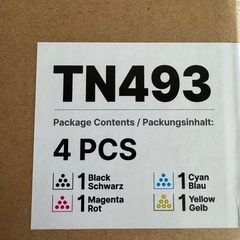 TN493
Package Contents / Packungsinhalt:
4 PCS
1 Black Schwarz
1 Cyan Blau
1 Magenta Rot
1 Yellow Gelb